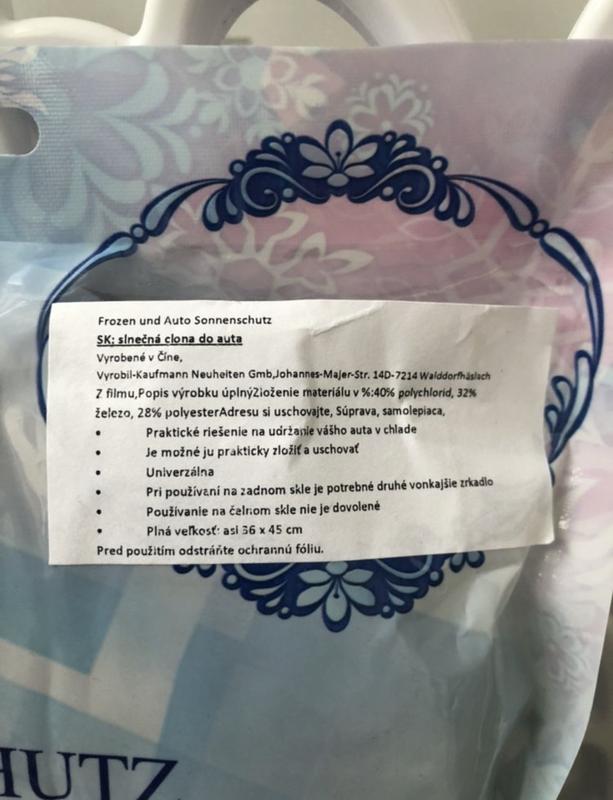 Frozen und Auto Sonnenschutz
SK: slnečná clona do auta
Vyrobené v Číne,
Vyrobil-Kaufmann Neuheiten Gmb,Johannes-Majer-Str. 14D-7214 Walddorfhäslach
Z filmu,Popis výrobku úplnýZloženie materiálu v %:40% polychlorid, 32%
železo, 28% polyesterAdresu si uschovajte, Súprava, samolepiaca,
• Praktické riešenie na udržanie vášho auta v chlade
• Je možné ju prakticky zložiť a uschovať
• Univerzálna
• Pri používaní na zadnom skle je potrebné druhé vonkajšie zrkadlo
• Používanie na čelnom skle nie je dovolené
• Plná veľkosť: asi 36 x 45 cm
Pred použitím odstráňte ochrannú fóliu.
HUTZ